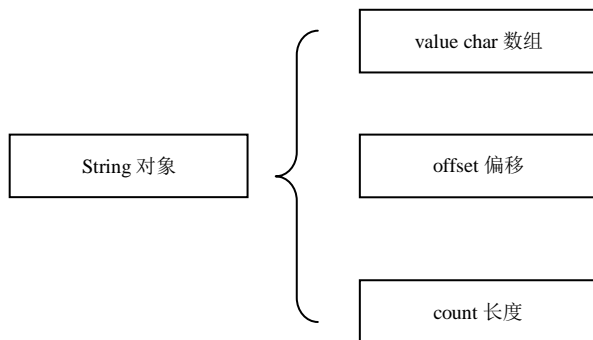 value char 数组
String 对象
offset 偏移
count 长度